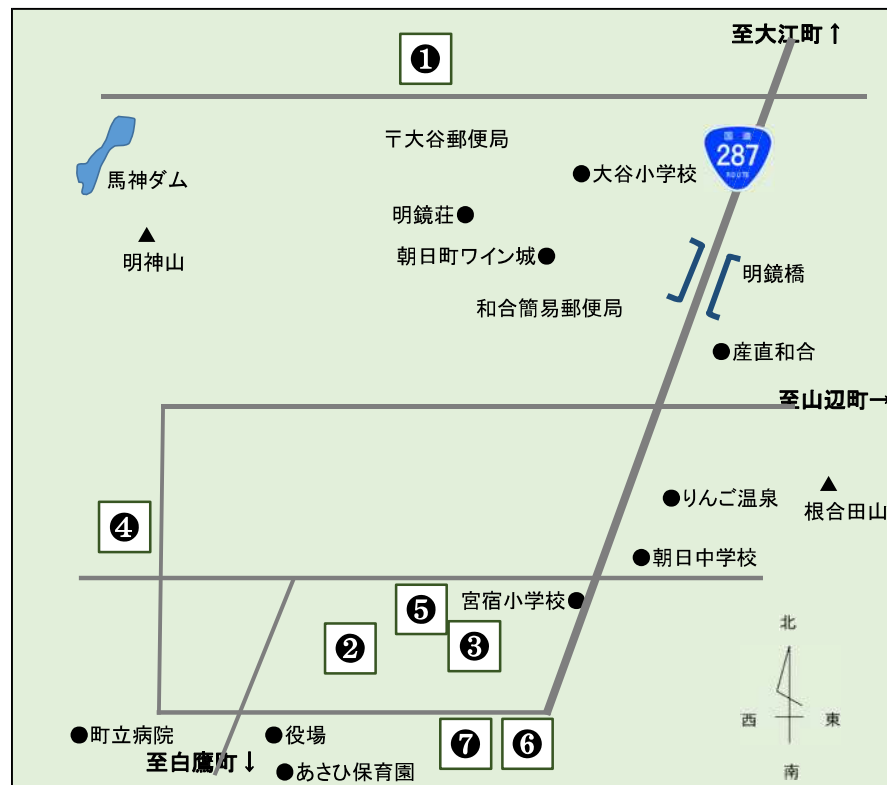 至大江町↑
❶
国道
287
ROUTE
〒大谷郵便局
●大谷小学校
馬神ダム
明鏡荘●
▲
明神山
朝日町ワイン城●
明鏡橋
和合簡易郵便局
●産直和合
至山辺町→
●りんご温泉
▲
根合田山
❹
●朝日中学校
❺
宮宿小学校●
❷
❸
北
西
東
南
●町立病院
●役場
❼
❻
至白鷹町↓
●あさひ保育園